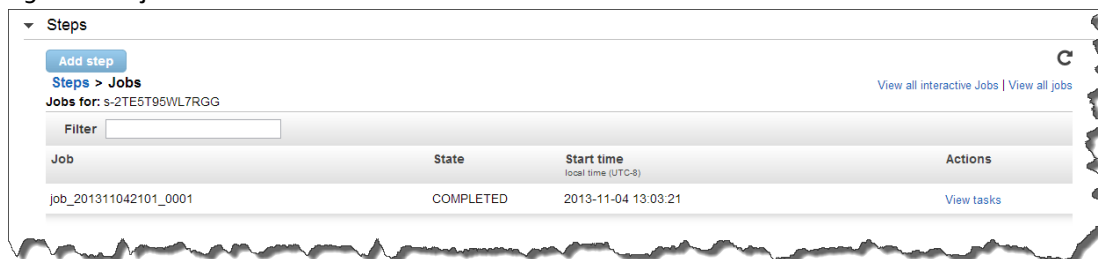 Steps
Add step
Steps > Jobs
View all interactive Jobs | View all jobs
Jobs for: s-2TE5T95WL7RGG
Filter
Job State Start time Actions
local time (UTC-8)
job_201311042101_0001 COMPLETED 2013-11-04 13:03:21 View tasks